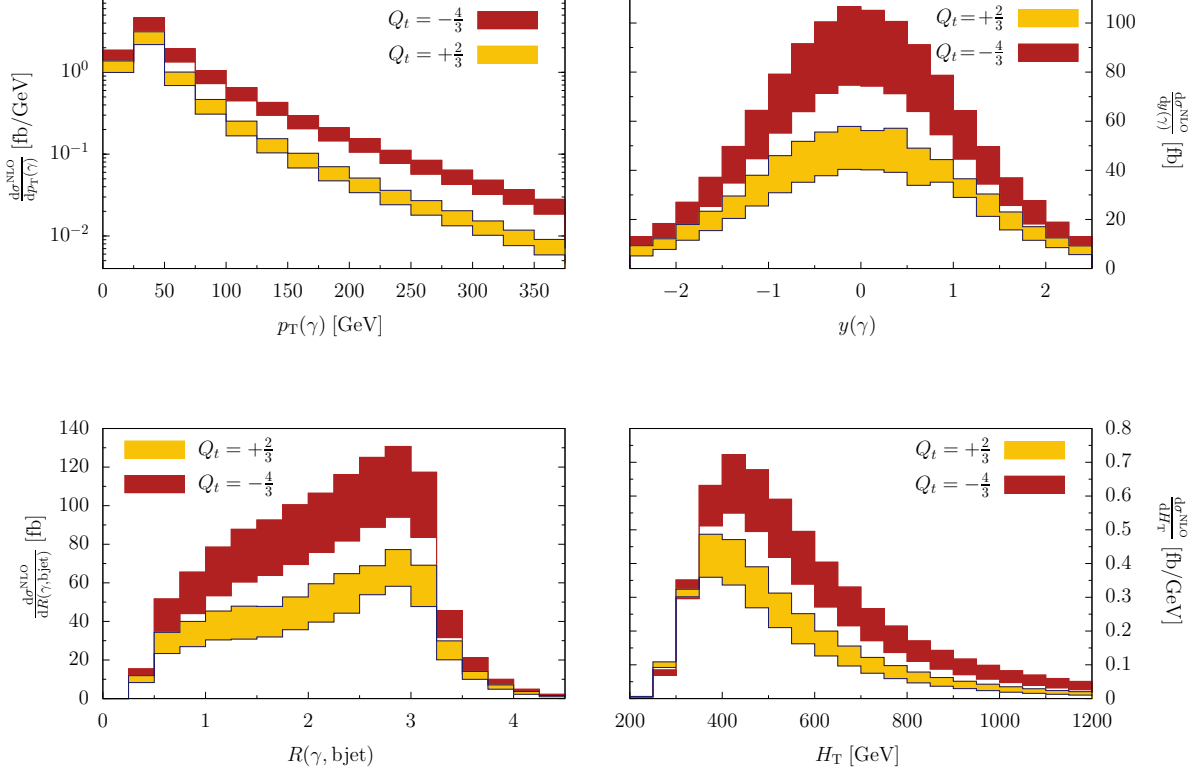 Q_t = −4/3
Q_t = +2/3
10^0
10^−1
10^−2
dσ^NLO/dp_T(γ) [fb/GeV]
0 50 100 150 200 250 300 350
p_T(γ) [GeV]
Q_t = +2/3
Q_t = −4/3
100
80
60
40
20
0
dσ^NLO/dy(γ) [fb]
−2 −1 0 1 2
y(γ)
Q_t = +2/3
Q_t = −4/3
140
120
100
80
60
40
20
0
dσ^NLO/dR(γ,bjet) [fb]
0 1 2 3 4
R(γ, bjet)
Q_t = +2/3
Q_t = −4/3
0.8
0.7
0.6
0.5
0.4
0.3
0.2
0.1
0
dσ^NLO/dH_T [fb/GeV]
200 400 600 800 1000 1200
H_T [GeV]